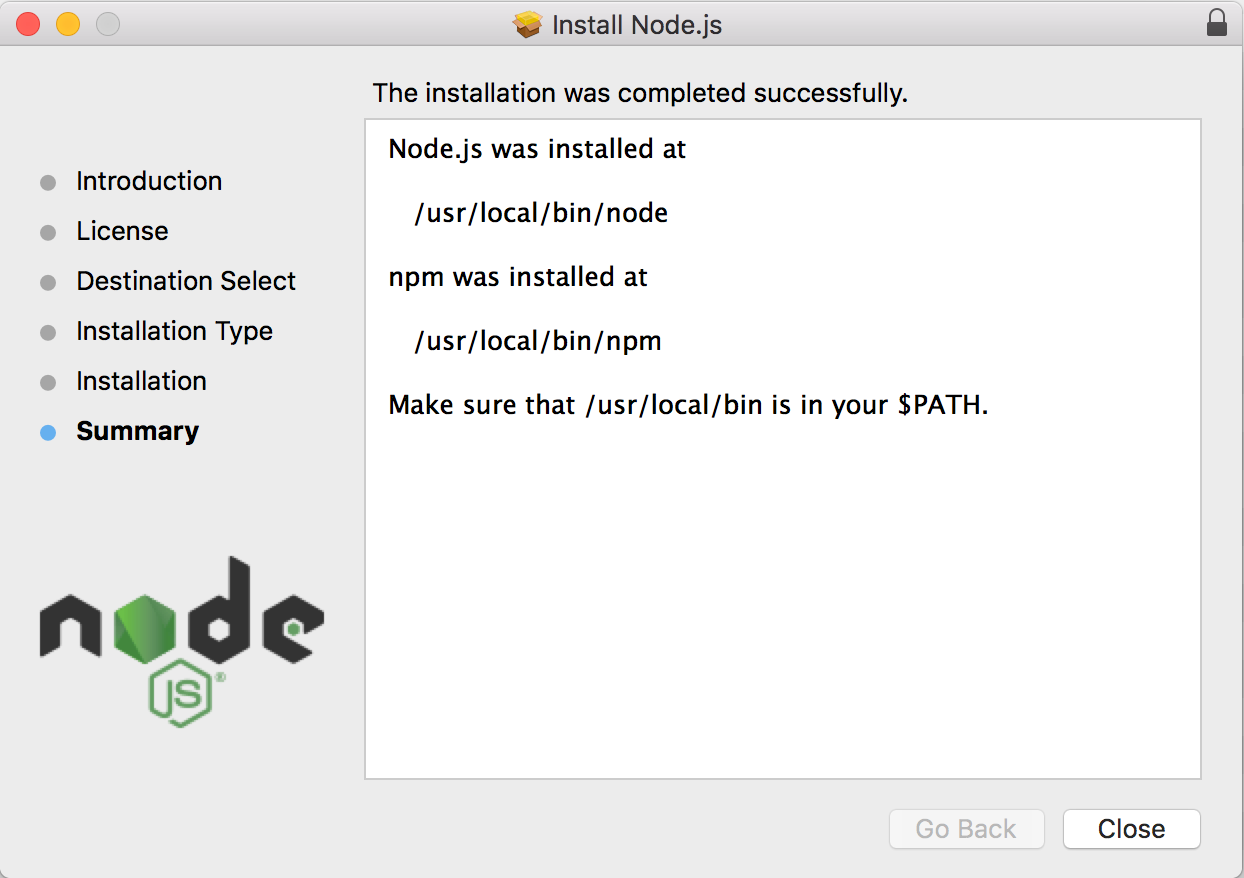 Install Node.js
The installation was completed successfully.
Introduction
License
Destination Select
Installation Type
Installation
Summary
Node.js was installed at
/usr/local/bin/node
npm was installed at
/usr/local/bin/npm
Make sure that /usr/local/bin is in your $PATH.
node
JS®
Go Back
Close